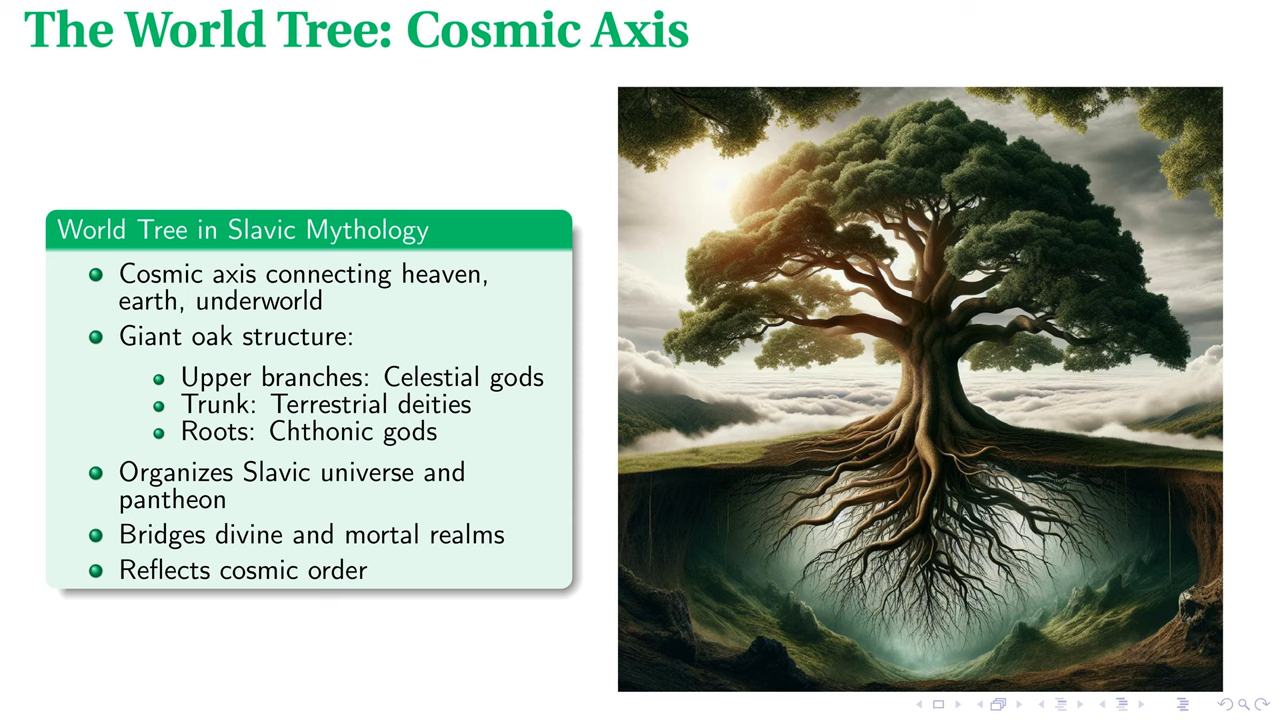 The World Tree: Cosmic Axis
World Tree in Slavic Mythology
Cosmic axis connecting heaven,
earth, underworld
Giant oak structure:
Upper branches: Celestial gods
Trunk: Terrestrial deities
Roots: Chthonic gods
Organizes Slavic universe and
pantheon
Bridges divine and mortal realms
Reflects cosmic order